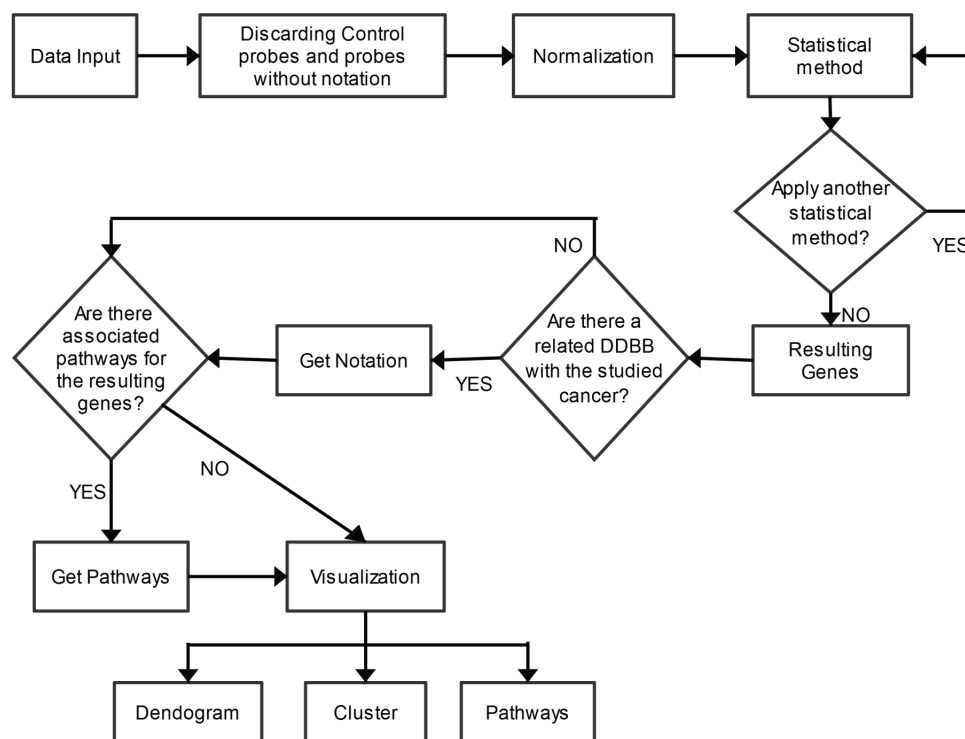 Data Input
Discarding Control
probes and probes
without notation
Normalization
Statistical
method
Apply another
statistical
method?
YES
NO
Resulting
Genes
Are there a
related DDBB
with the studied
cancer?
NO
YES
Get Notation
Are there
associated
pathways for
the resulting
genes?
NO
YES
Get Pathways
Visualization
Dendogram
Cluster
Pathways